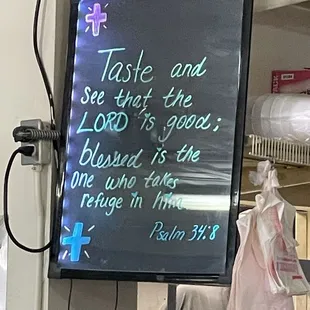 Taste and
see that the
LORD is good;
blessed is the
one who takes
refuge in him.
Psalm 34:8